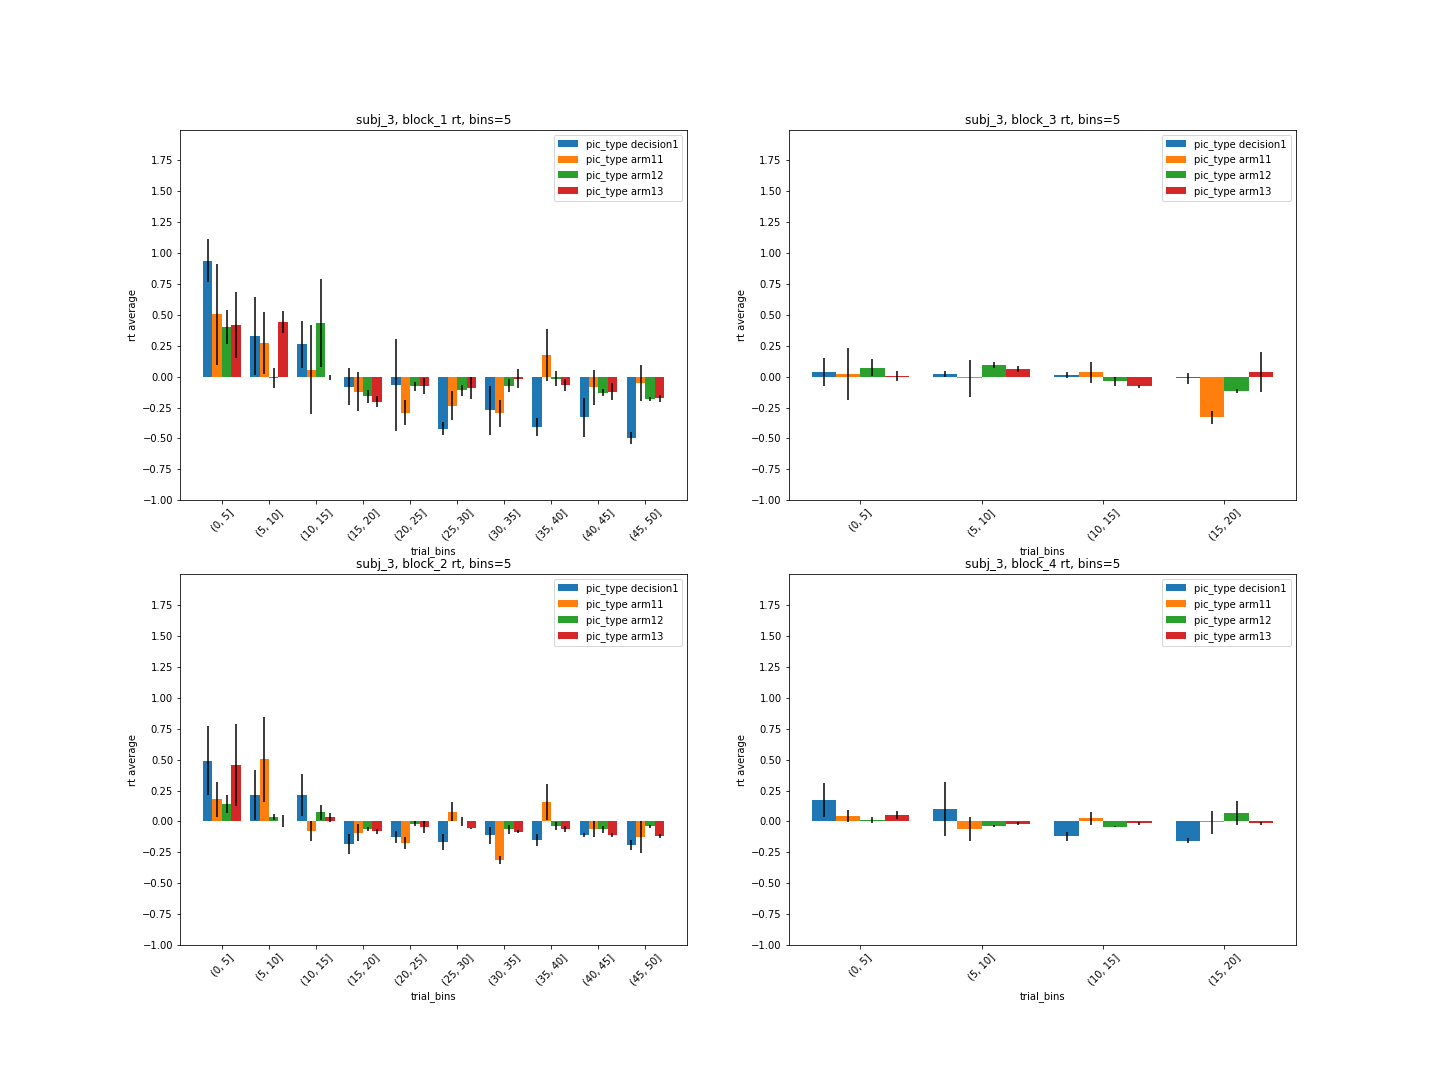 subj_3, block_1 rt, bins=5
pic_type decision1
pic_type arm11
pic_type arm12
pic_type arm13
rt average
1.75
1.50
1.25
1.00
0.75
0.50
0.25
0.00
−0.25
−0.50
−0.75
−1.00
(0, 5]
(5, 10]
(10, 15]
(15, 20]
(20, 25]
(25, 30]
(30, 35]
(35, 40]
(40, 45]
(45, 50]
trial_bins
subj_3, block_3 rt, bins=5
pic_type decision1
pic_type arm11
pic_type arm12
pic_type arm13
rt average
1.75
1.50
1.25
1.00
0.75
0.50
0.25
0.00
−0.25
−0.50
−0.75
−1.00
(0, 5]
(5, 10]
(10, 15]
(15, 20]
trial_bins
subj_3, block_2 rt, bins=5
pic_type decision1
pic_type arm11
pic_type arm12
pic_type arm13
rt average
1.75
1.50
1.25
1.00
0.75
0.50
0.25
0.00
−0.25
−0.50
−0.75
−1.00
(0, 5]
(5, 10]
(10, 15]
(15, 20]
(20, 25]
(25, 30]
(30, 35]
(35, 40]
(40, 45]
(45, 50]
trial_bins
subj_3, block_4 rt, bins=5
pic_type decision1
pic_type arm11
pic_type arm12
pic_type arm13
rt average
1.75
1.50
1.25
1.00
0.75
0.50
0.25
0.00
−0.25
−0.50
−0.75
−1.00
(0, 5]
(5, 10]
(10, 15]
(15, 20]
trial_bins